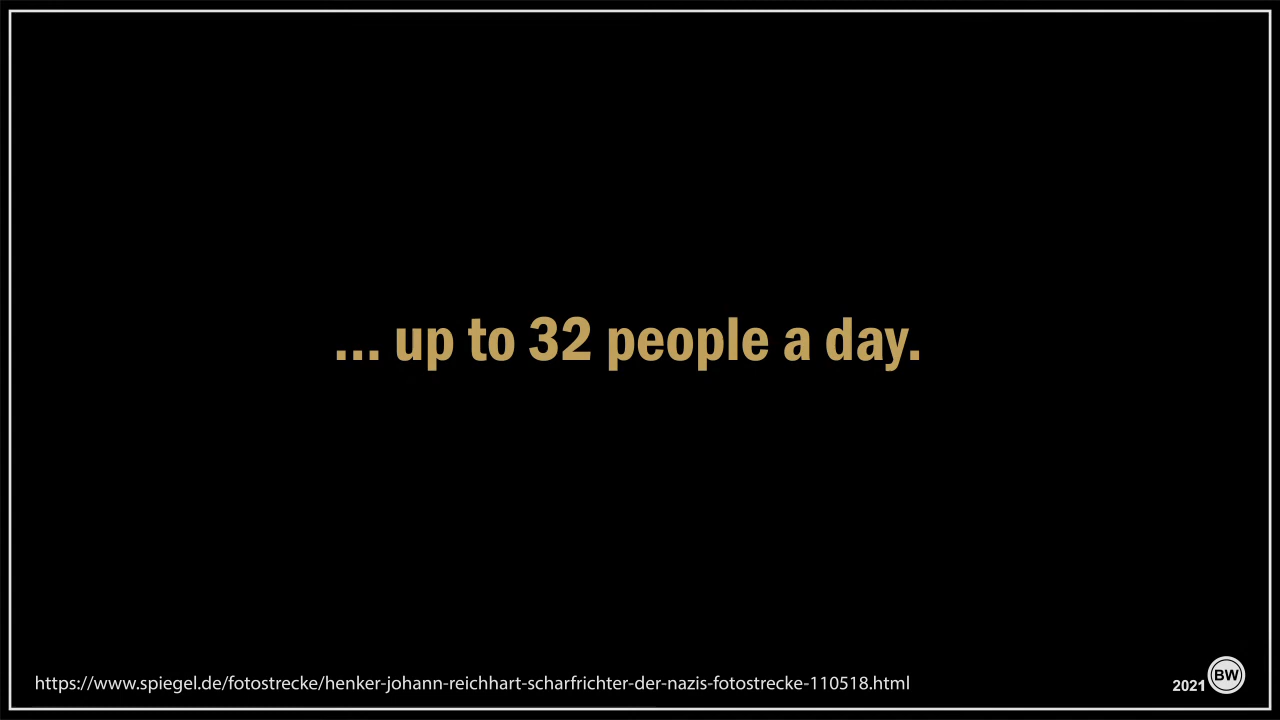 ... up to 32 people a day.
https://www.spiegel.de/fotostrecke/henker-johann-reichhart-scharfrichter-der-nazis-fotostrecke-110518.html
2021 BW